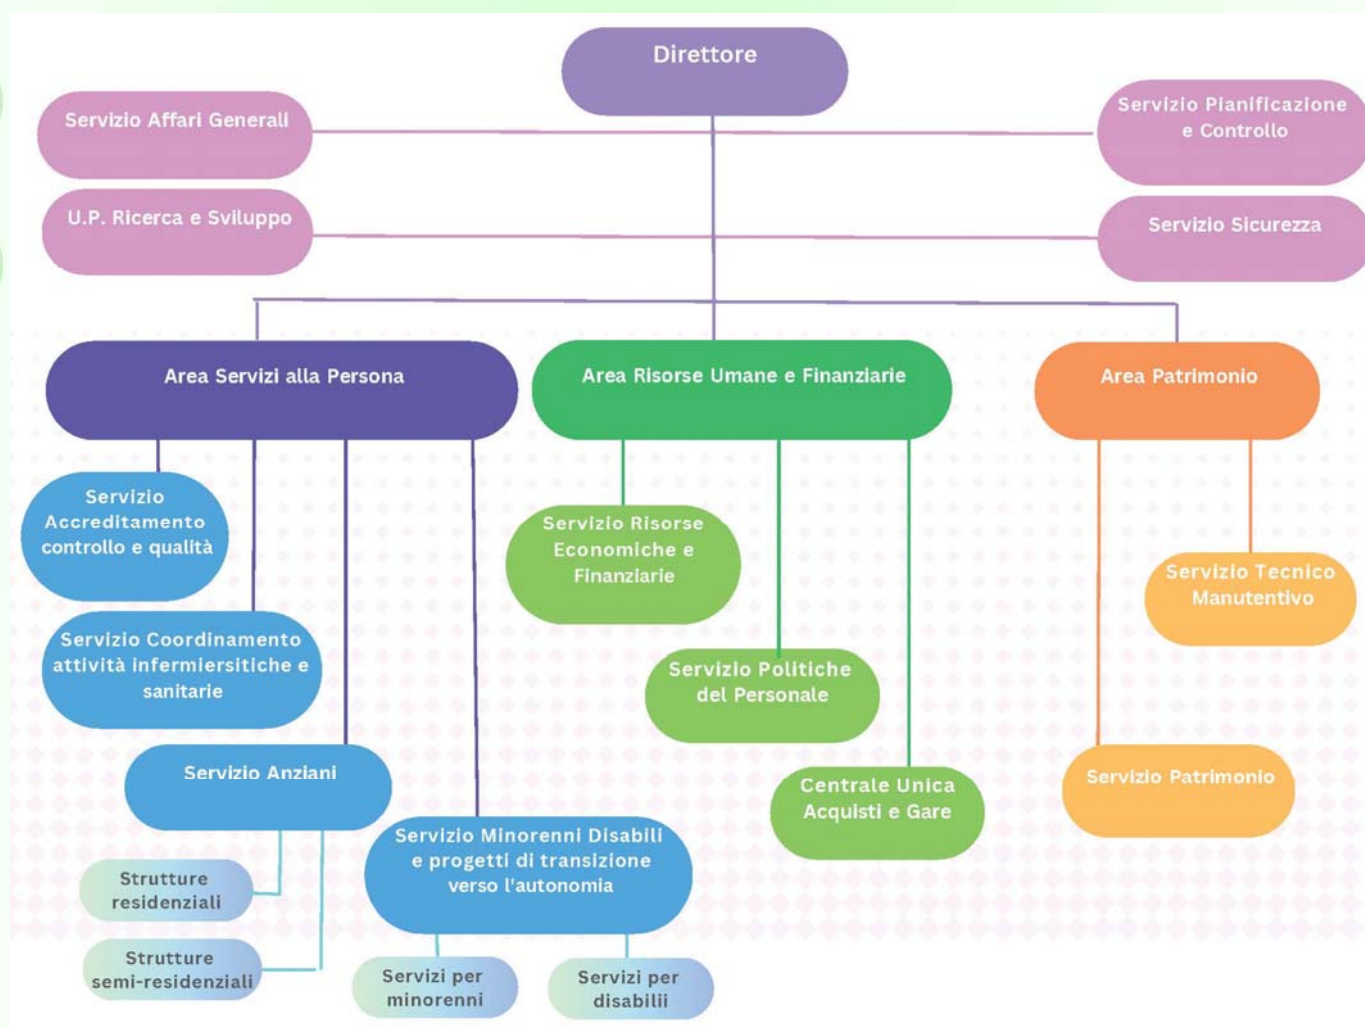 Direttore
Servizio Affari Generali
Servizio Pianificazione
e Controllo
U.P. Ricerca e Sviluppo
Servizio Sicurezza
Area Servizi alla Persona
Area Risorse Umane e Finanziarie
Area Patrimonio
Servizio
Accreditamento
controllo e qualità
Servizio Coordinamento
attività infermiersitiche e
sanitarie
Servizio Anziani
Strutture
residenziali
Strutture
semi-residenziali
Servizio Minorenni Disabili
e progetti di transizione
verso l'autonomia
Servizi per
minorenni
Servizi per
disabilii
Servizio Risorse
Economiche e
Finanziarie
Servizio Politiche
del Personale
Centrale Unica
Acquisti e Gare
Servizio Tecnico
Manutentivo
Servizio Patrimonio